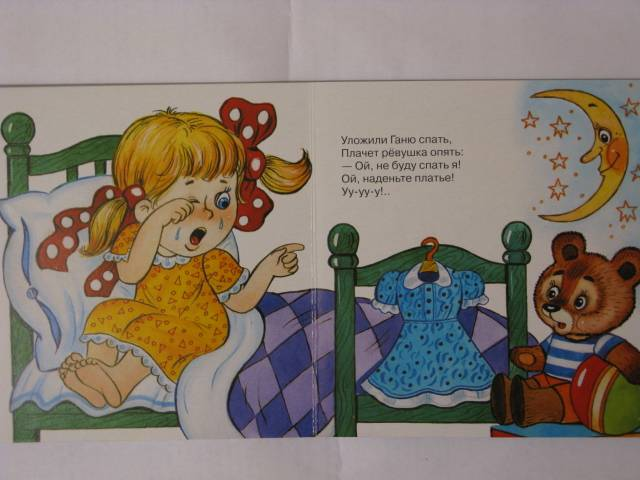 Уложили Ганю спать,
Плачет рёвушка опять:
— Ой, не буду спать я!
Ой, наденьте платье!
Уу-уу-у!..